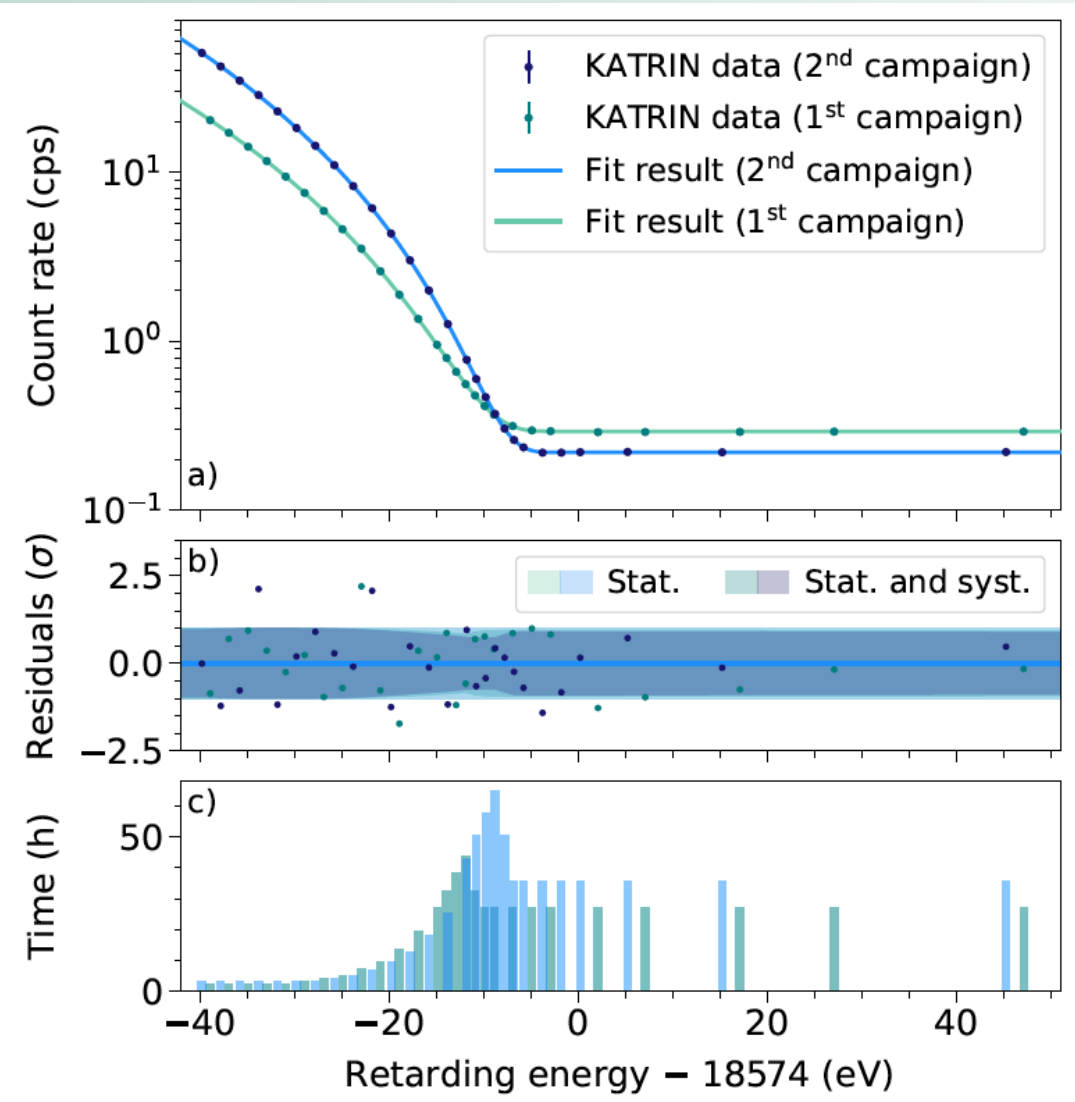 Count rate (cps)
10¹
10⁰
10⁻¹
KATRIN data (2ⁿᵈ campaign)
KATRIN data (1ˢᵗ campaign)
Fit result (2ⁿᵈ campaign)
Fit result (1ˢᵗ campaign)
a)
Residuals (σ)
2.5
0.0
−2.5
b)
Stat.
Stat. and syst.
Time (h)
50
0
c)
−40 −20 0 20 40
Retarding energy − 18574 (eV)